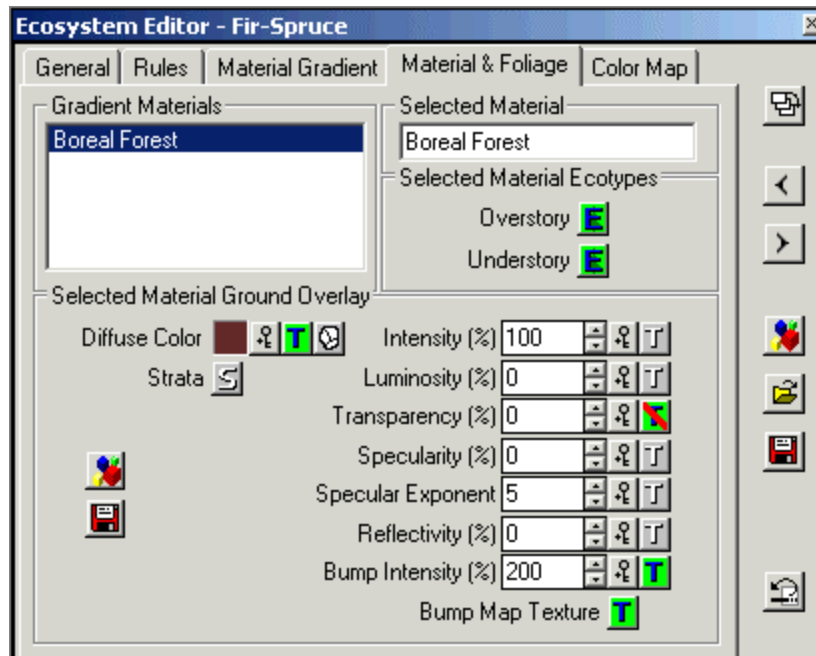 Ecosystem Editor - Fir-Spruce
General Rules Material Gradient Material & Foliage Color Map
Gradient Materials
Boreal Forest
Selected Material
Boreal Forest
Selected Material Ecotypes
Overstory E
Understory E
Selected Material Ground Overlay
Diffuse Color T
Strata
Intensity (%) 100 T
Luminosity (%) 0 T
Transparency (%) 0 T
Specularity (%) 0 T
Specular Exponent 5 T
Reflectivity (%) 0 T
Bump Intensity (%) 200 T
Bump Map Texture T